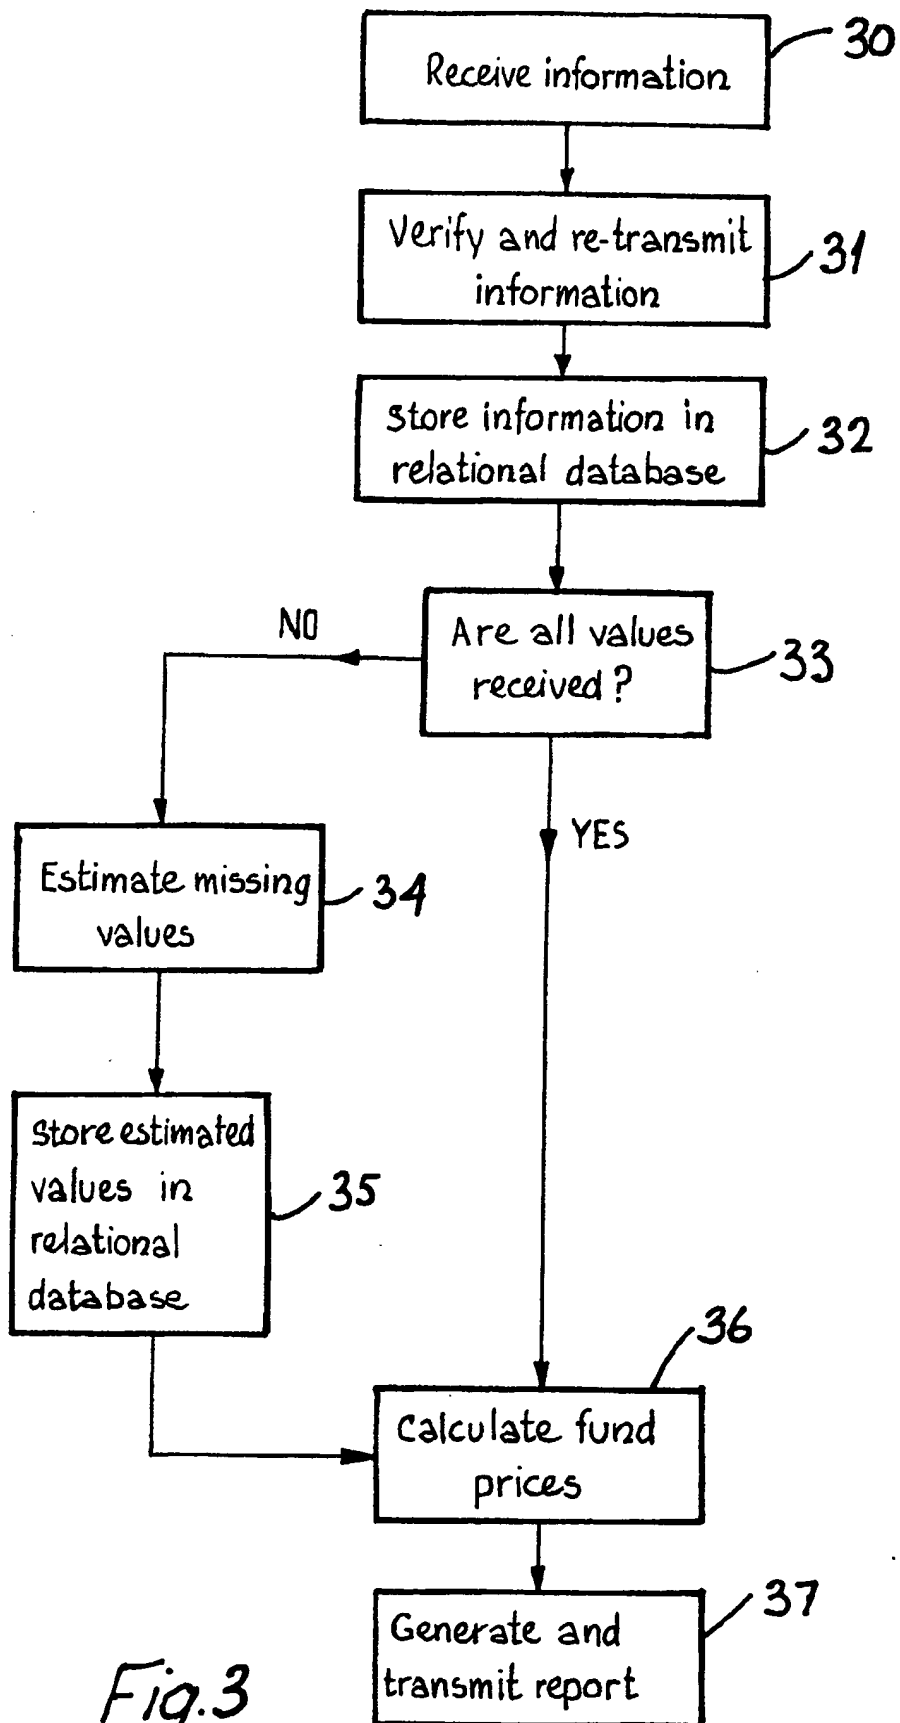 30
Receive information
Verify and re-transmit
information
31
Store information in
relational database
32
NO
Are all values
received?
33
YES
Estimate missing
values
34
Store estimated
values in
relational
database
35
36
Calculate fund
prices
37
Generate and
transmit report
Fig.3